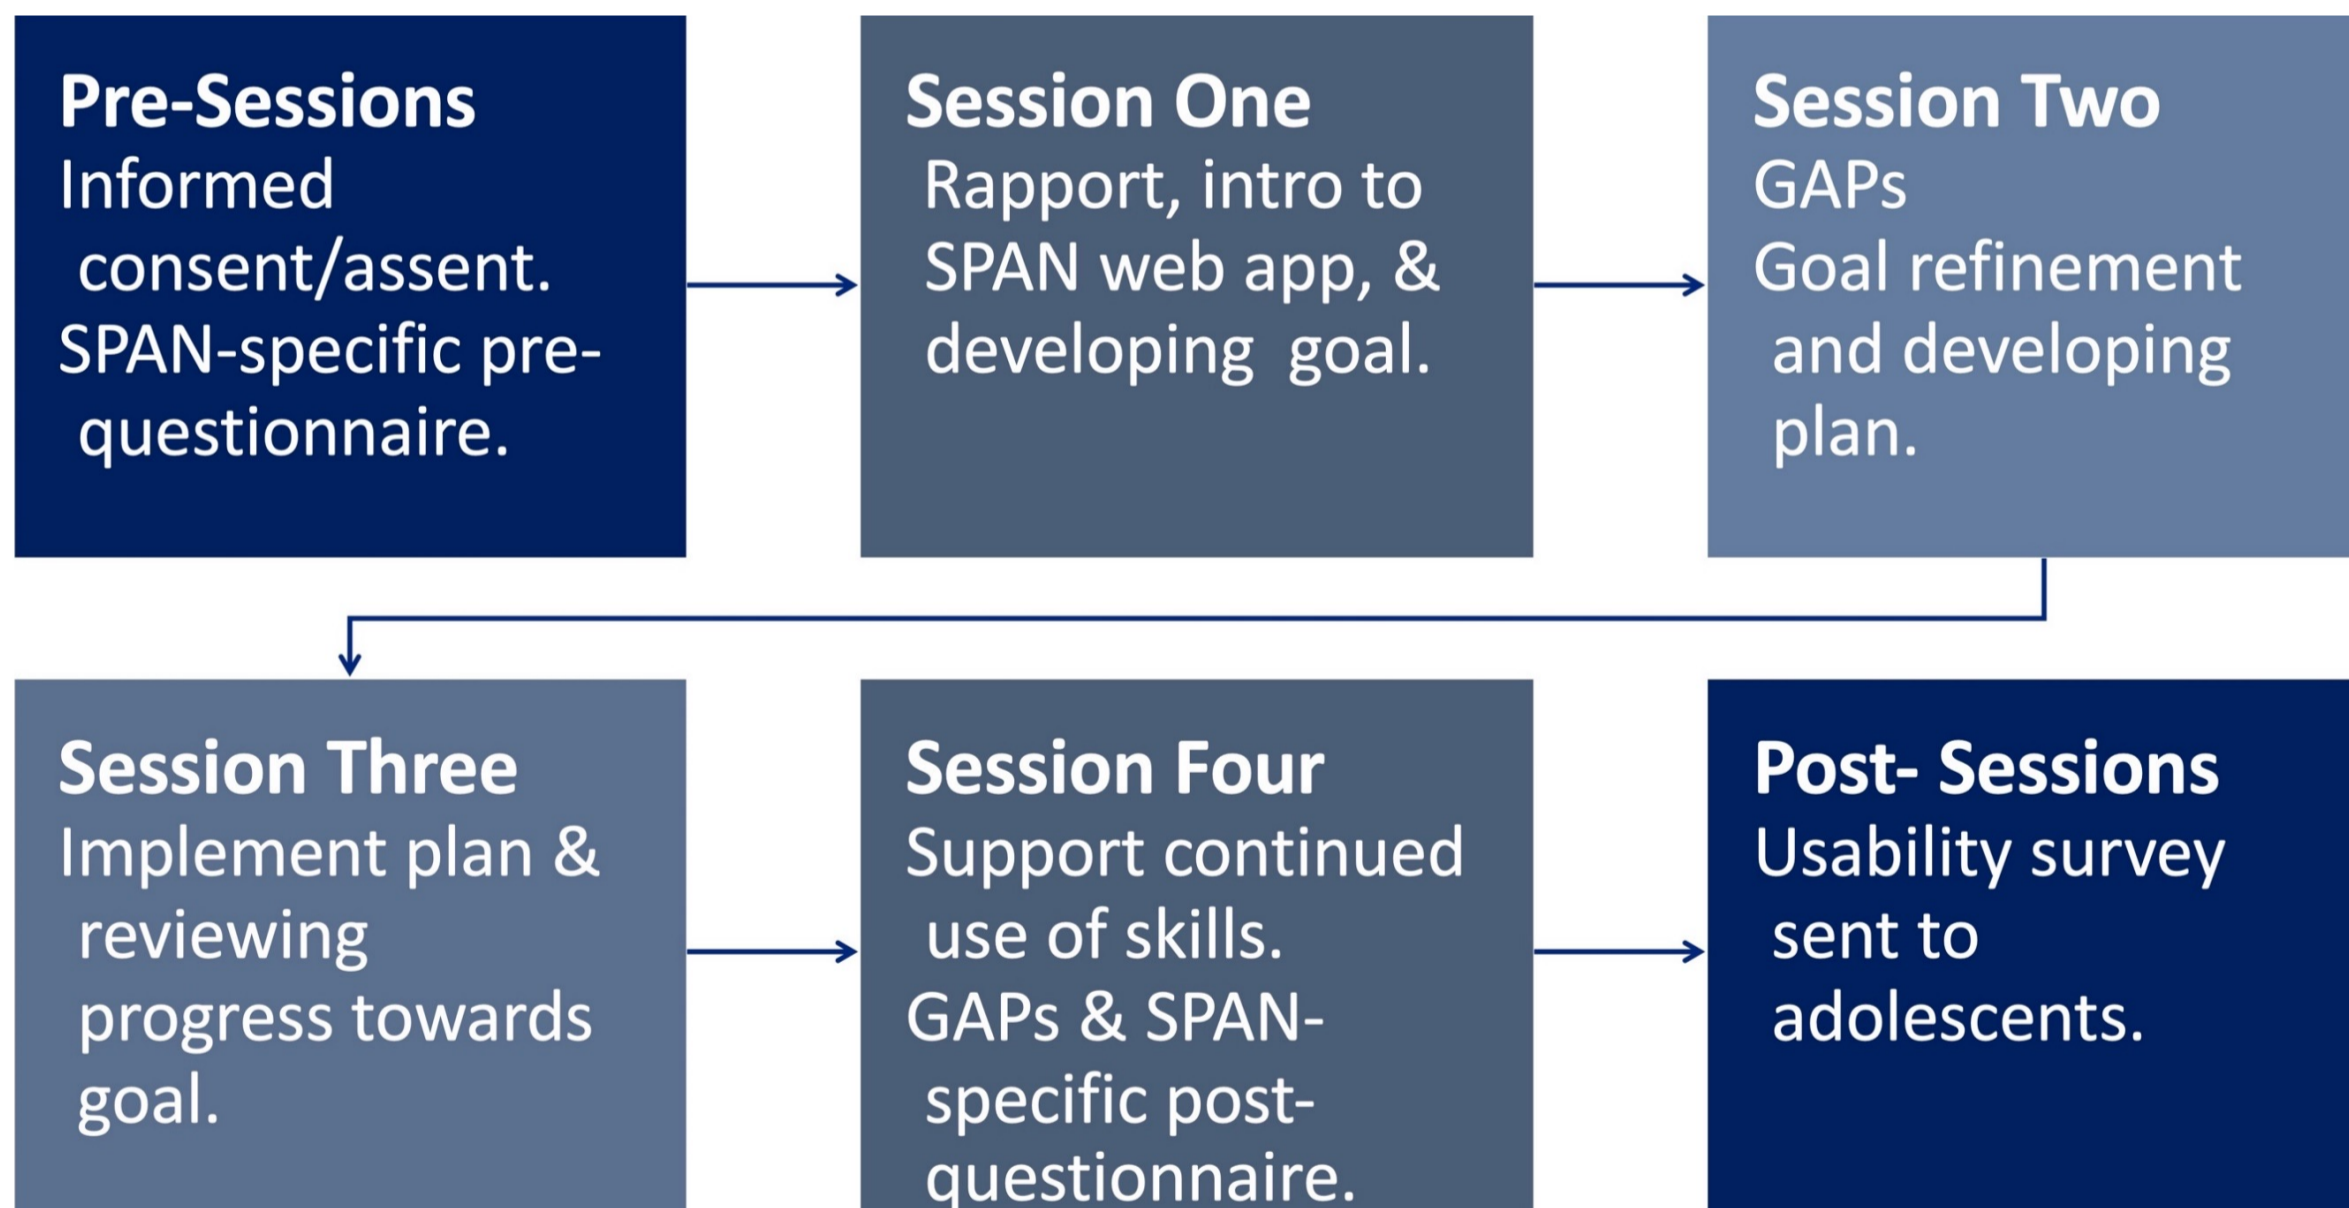 Pre-Sessions
Informed
consent/assent.
SPAN-specific pre-
questionnaire.
Session One
Rapport, intro to
SPAN web app, &
developing  goal.
Session Two
GAPs
Goal refinement
and developing
plan.
Session Three
Implement plan &
reviewing
progress towards
goal.
Session Four
Support continued
use of skills.
GAPs & SPAN-
specific post-
questionnaire.
Post- Sessions
Usability survey
sent to
adolescents.